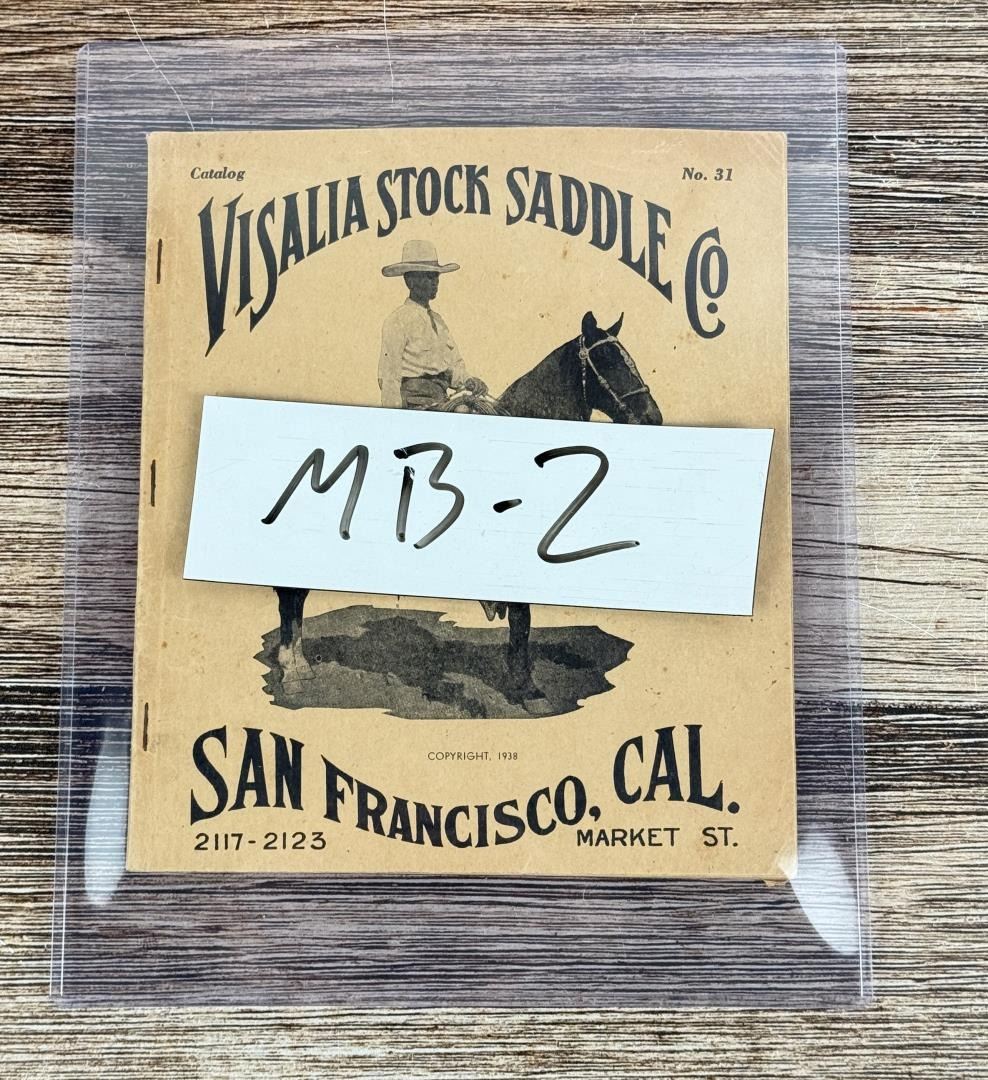 Catalog No. 31
VISALIA STOCK SADDLE CO.
MB-2
COPYRIGHT, 1938
SAN FRANCISCO, CAL.
2117-2123 MARKET ST.